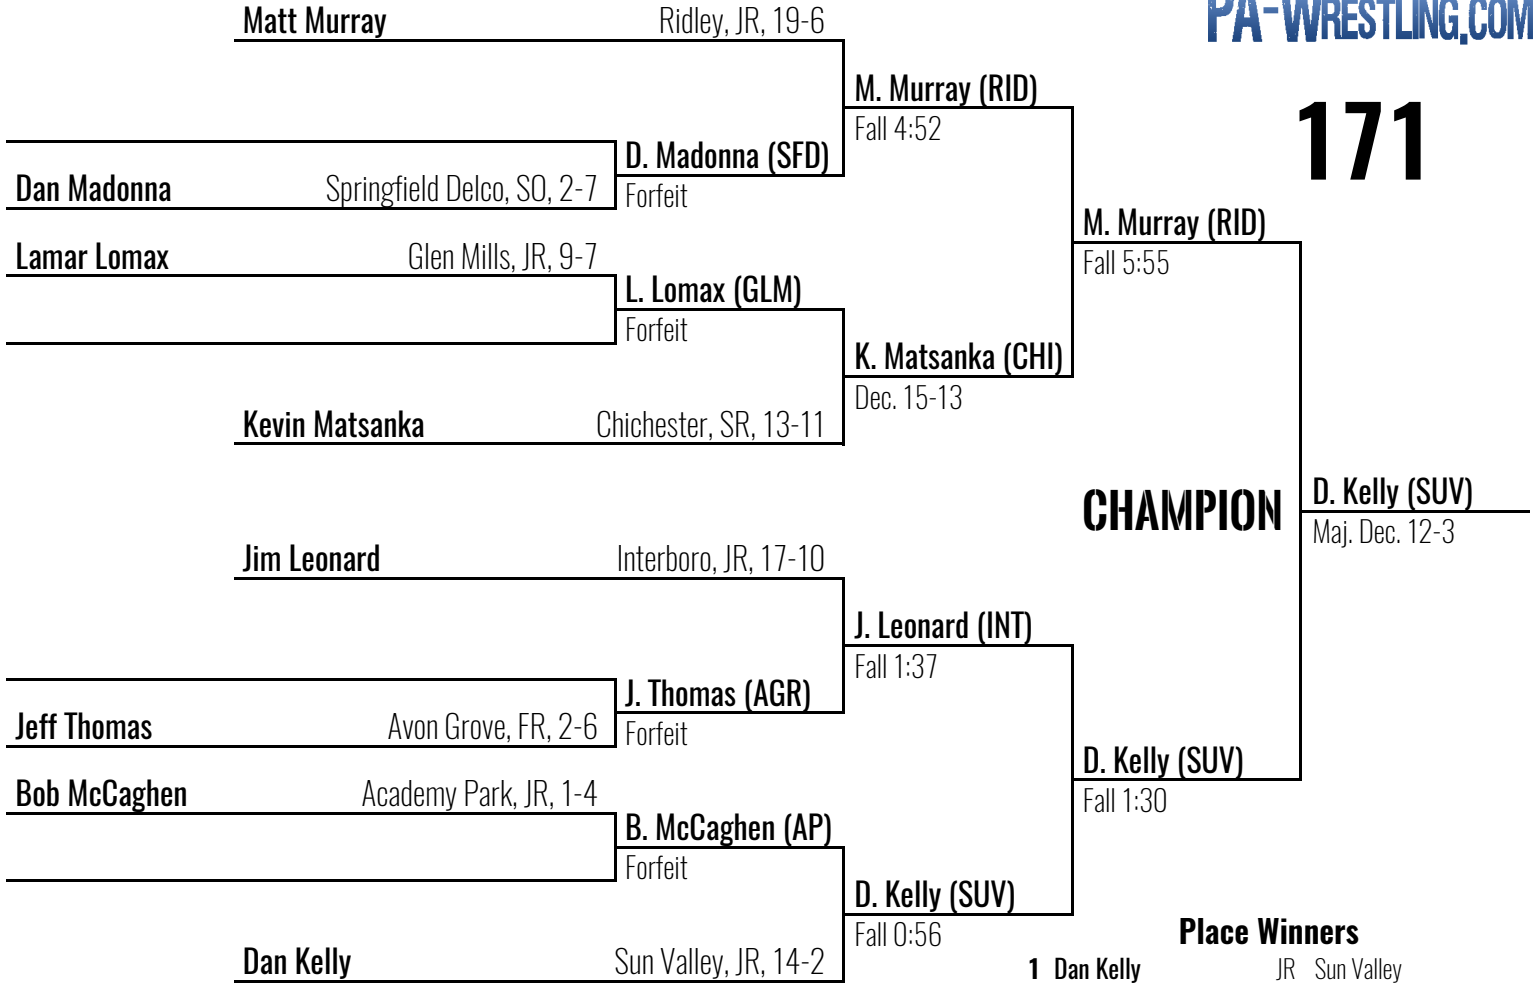 PA-WRESTLING.COM
171
Matt Murray Ridley, JR, 19-6
M. Murray (RID)
Fall 4:52
D. Madonna (SFD)
Forfeit
Dan Madonna Springfield Delco, SO, 2-7
M. Murray (RID)
Fall 5:55
Lamar Lomax Glen Mills, JR, 9-7
L. Lomax (GLM)
Forfeit
K. Matsanka (CHI)
Dec. 15-13
Kevin Matsanka Chichester, SR, 13-11
CHAMPION
D. Kelly (SUV)
Maj. Dec. 12-3
Jim Leonard Interboro, JR, 17-10
J. Leonard (INT)
Fall 1:37
J. Thomas (AGR)
Forfeit
Jeff Thomas Avon Grove, FR, 2-6
D. Kelly (SUV)
Fall 1:30
Bob McCaghen Academy Park, JR, 1-4
B. McCaghen (AP)
Forfeit
D. Kelly (SUV)
Fall 0:56
Dan Kelly Sun Valley, JR, 14-2
Place Winners
1 Dan Kelly JR Sun Valley